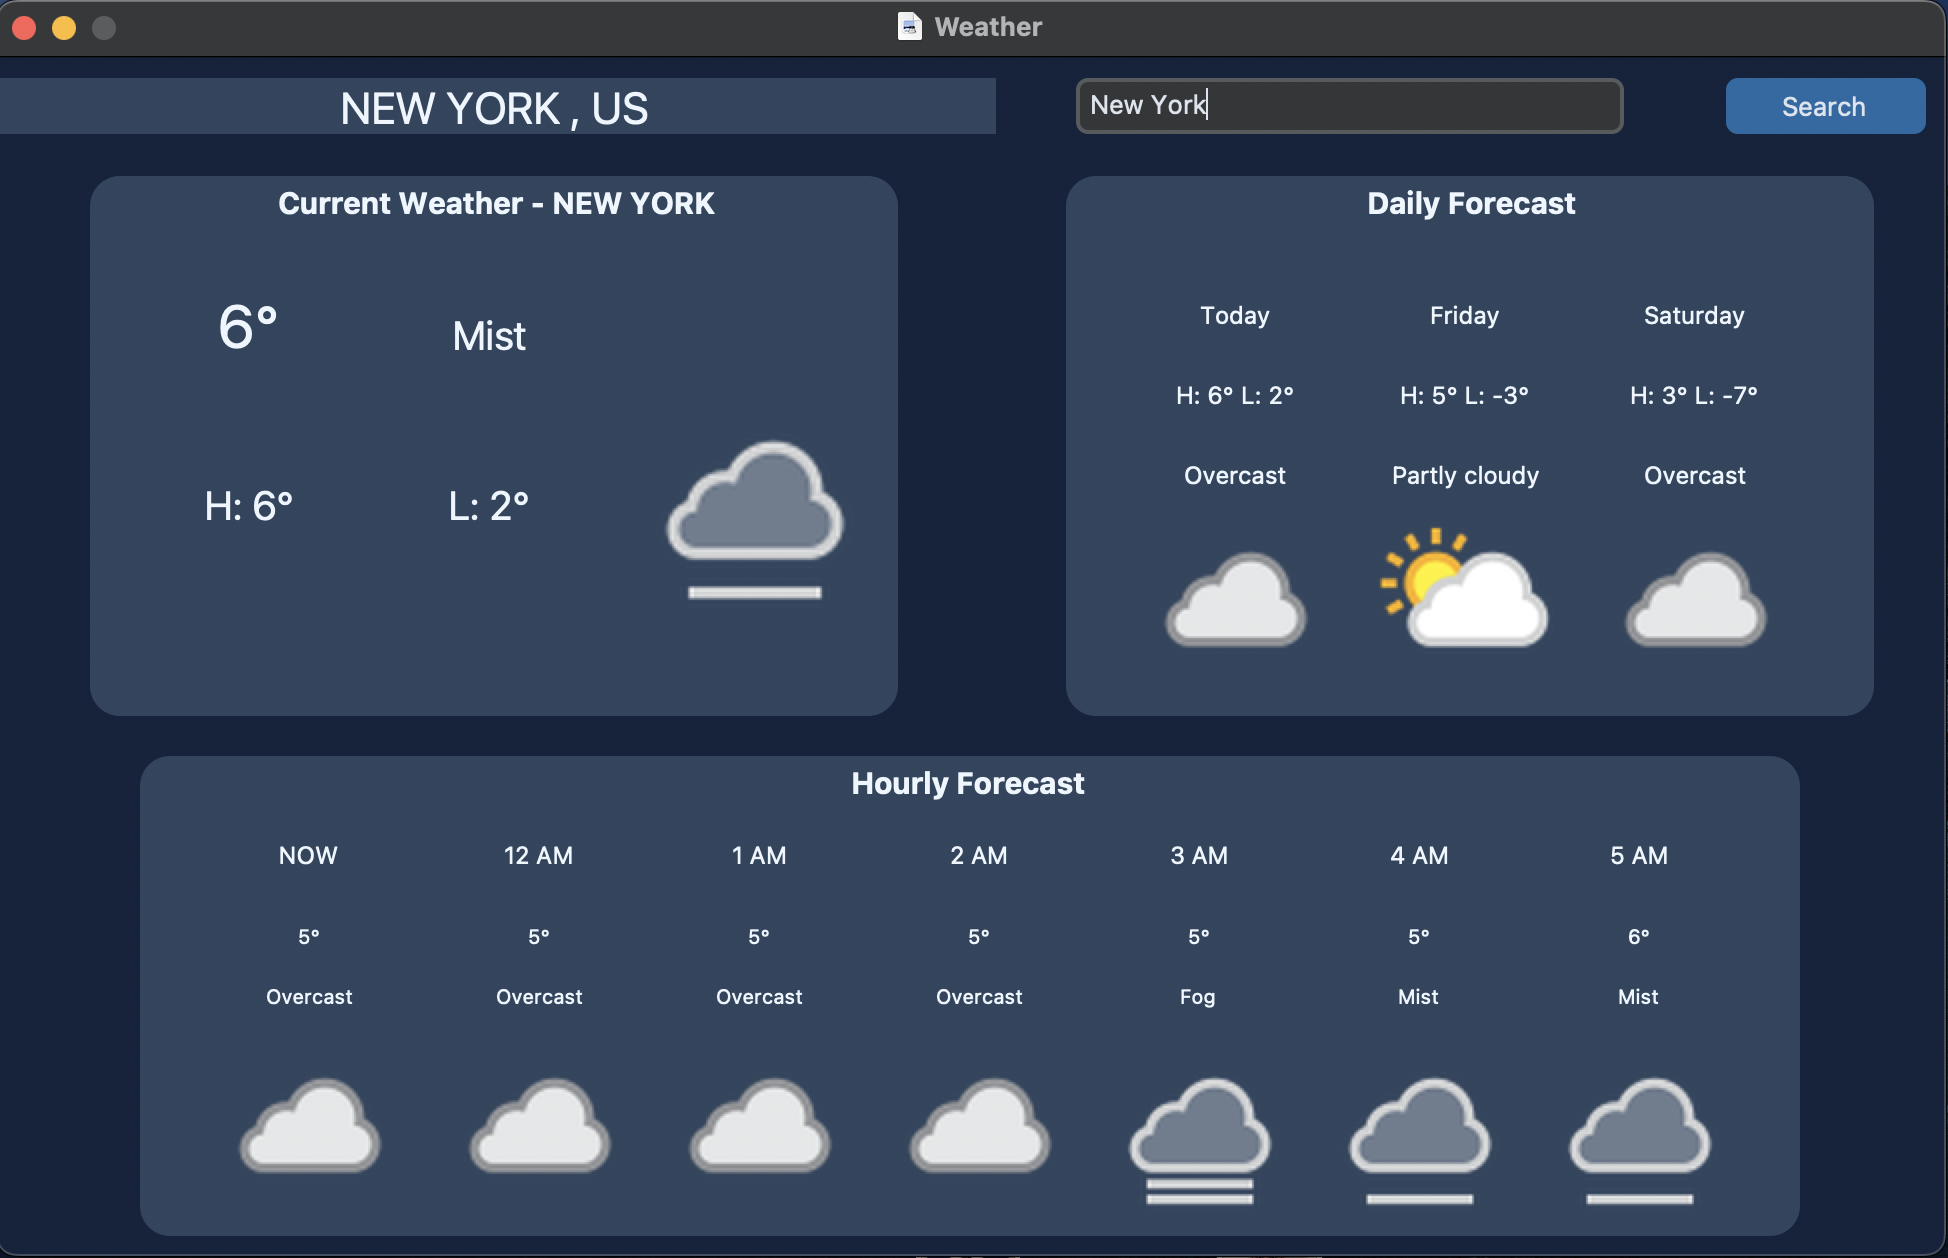 Weather
NEW YORK , US
New York
Search
Current Weather - NEW YORK
6°
Mist
H: 6°
L: 2°
Daily Forecast
Today
Friday
Saturday
H: 6° L: 2°
H: 5° L: -3°
H: 3° L: -7°
Overcast
Partly cloudy
Overcast
Hourly Forecast
NOW
12 AM
1 AM
2 AM
3 AM
4 AM
5 AM
5°
5°
5°
5°
5°
5°
6°
Overcast
Overcast
Overcast
Overcast
Fog
Mist
Mist